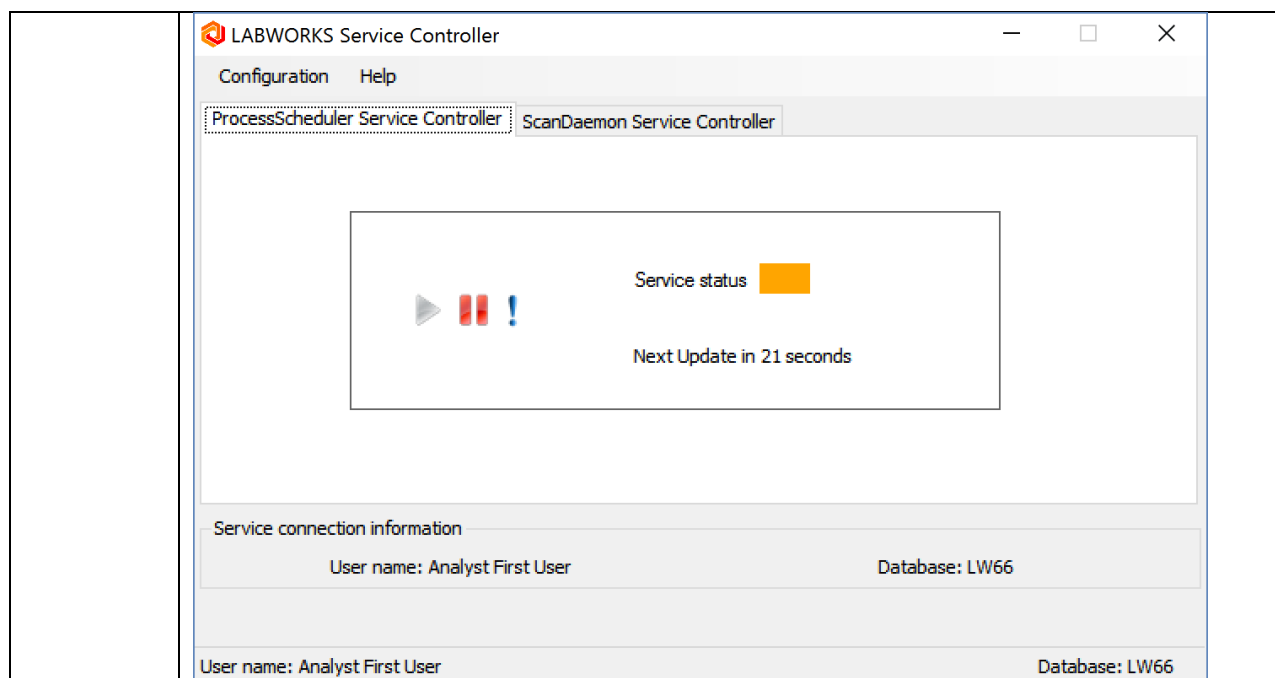 LABWORKS Service Controller
Configuration Help
ProcessScheduler Service Controller ScanDaemon Service Controller
Service status
Next Update in 21 seconds
Service connection information
User name: Analyst First User Database: LW66
User name: Analyst First User Database: LW66